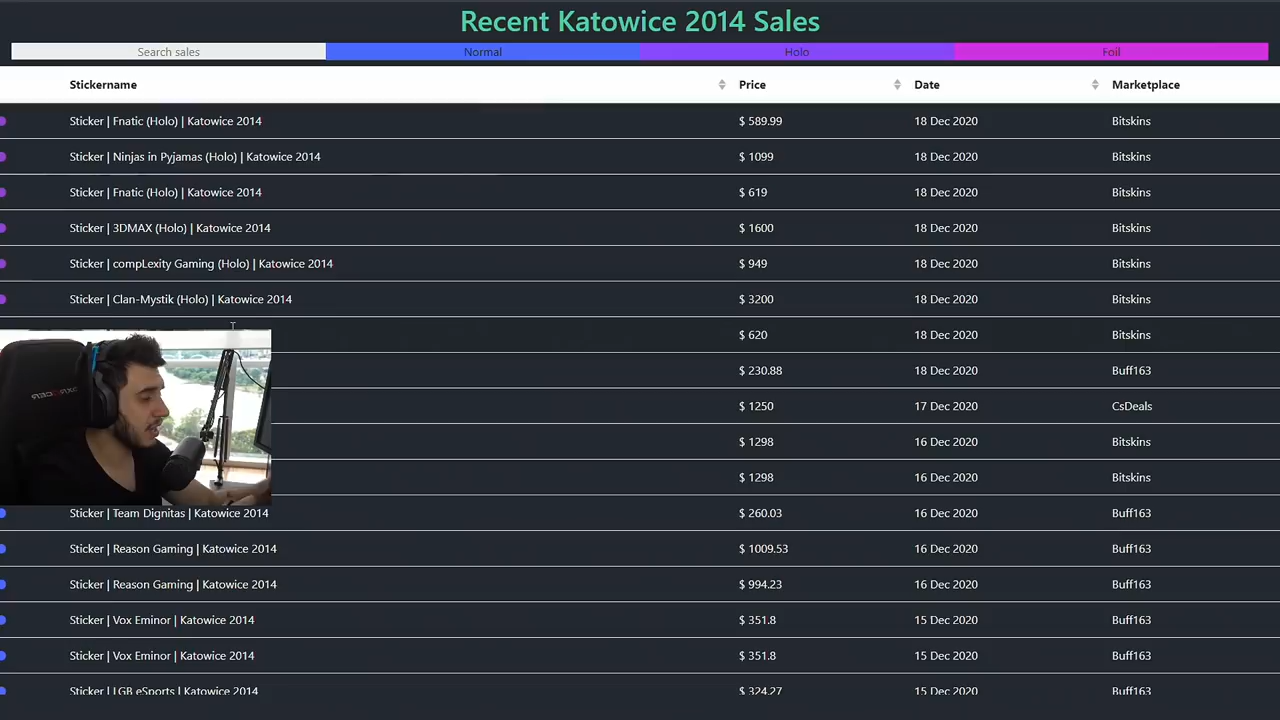 Recent Katowice 2014 Sales
Search sales Normal Holo Foil
Stickername Price Date Marketplace
Sticker | Fnatic (Holo) | Katowice 2014 $ 589.99 18 Dec 2020 Bitskins
Sticker | Ninjas in Pyjamas (Holo) | Katowice 2014 $ 1099 18 Dec 2020 Bitskins
Sticker | Fnatic (Holo) | Katowice 2014 $ 619 18 Dec 2020 Bitskins
Sticker | 3DMAX (Holo) | Katowice 2014 $ 1600 18 Dec 2020 Bitskins
Sticker | compLexity Gaming (Holo) | Katowice 2014 $ 949 18 Dec 2020 Bitskins
Sticker | Clan-Mystik (Holo) | Katowice 2014 $ 3200 18 Dec 2020 Bitskins
$ 620 18 Dec 2020 Bitskins
$ 230.88 18 Dec 2020 Buff163
$ 1250 17 Dec 2020 CsDeals
$ 1298 16 Dec 2020 Bitskins
$ 1298 16 Dec 2020 Bitskins
Sticker | Team Dignitas | Katowice 2014 $ 260.03 16 Dec 2020 Buff163
Sticker | Reason Gaming | Katowice 2014 $ 1009.53 16 Dec 2020 Buff163
Sticker | Reason Gaming | Katowice 2014 $ 994.23 16 Dec 2020 Buff163
Sticker | Vox Eminor | Katowice 2014 $ 351.8 15 Dec 2020 Buff163
Sticker | Vox Eminor | Katowice 2014 $ 351.8 15 Dec 2020 Buff163
Sticker | LGB eSports | Katowice 2014 $ 324.27 15 Dec 2020 Buff163